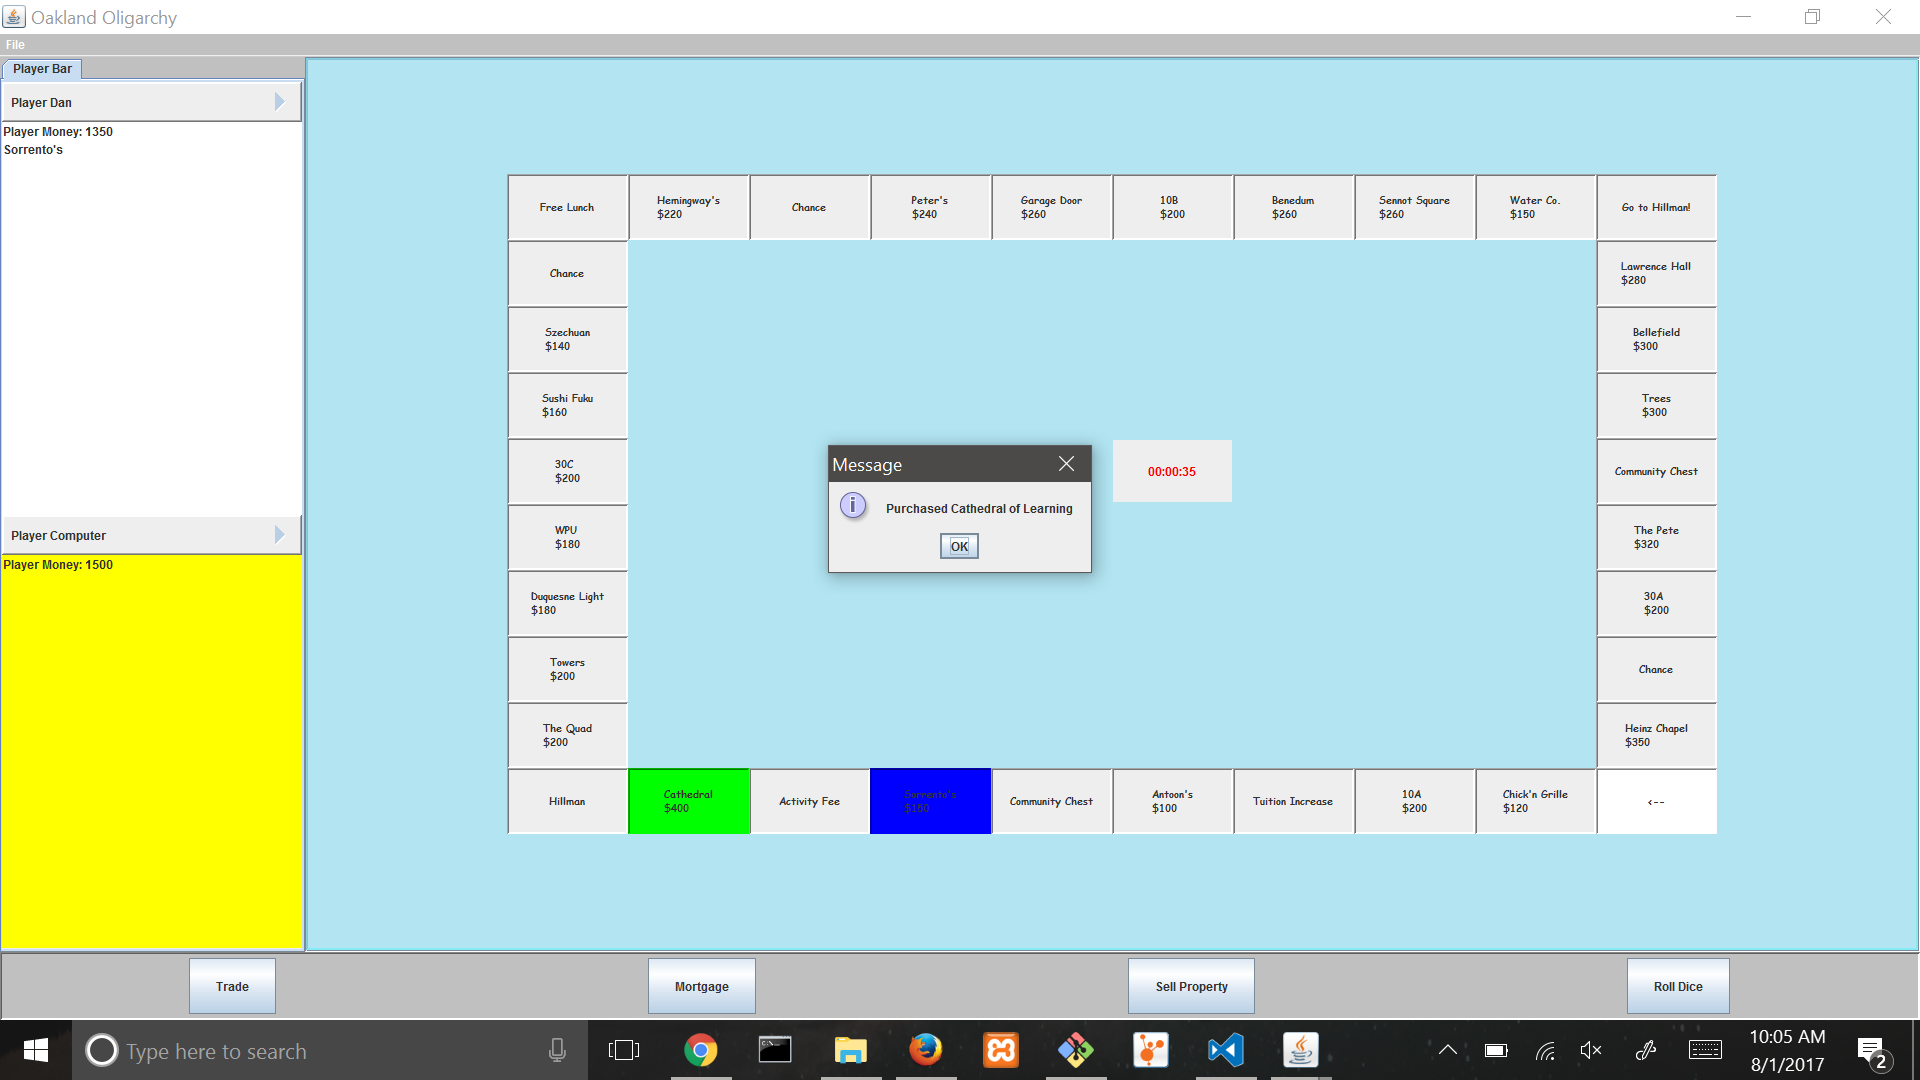 Oakland Oligarchy
File
Player Bar
Player Dan
Player Money: 1350
Sorrento's
Player Computer
Player Money: 1500
Free Lunch
Hemingway's
$220
Chance
Peter's
$240
Garage Door
$260
10B
$200
Benedum
$260
Sennot Square
$260
Water Co.
$150
Go to Hillman!
Chance
Lawrence Hall
$280
Szechuan
$140
Bellefield
$300
Sushi Fuku
$160
Trees
$300
30C
$200
Community Chest
WPU
$180
The Pete
$320
Duquesne Light
$180
30A
$200
Towers
$200
Chance
The Quad
$200
Heinz Chapel
$350
Message
Purchased Cathedral of Learning
OK
00:00:35
Hillman
Cathedral
$400
Activity Fee
Sorrento's
$150
Community Chest
Antoon's
$100
Tuition Increase
10A
$200
Chick'n Grille
$120
<--
Trade
Mortgage
Sell Property
Roll Dice
Type here to search
10:05 AM
8/1/2017
2